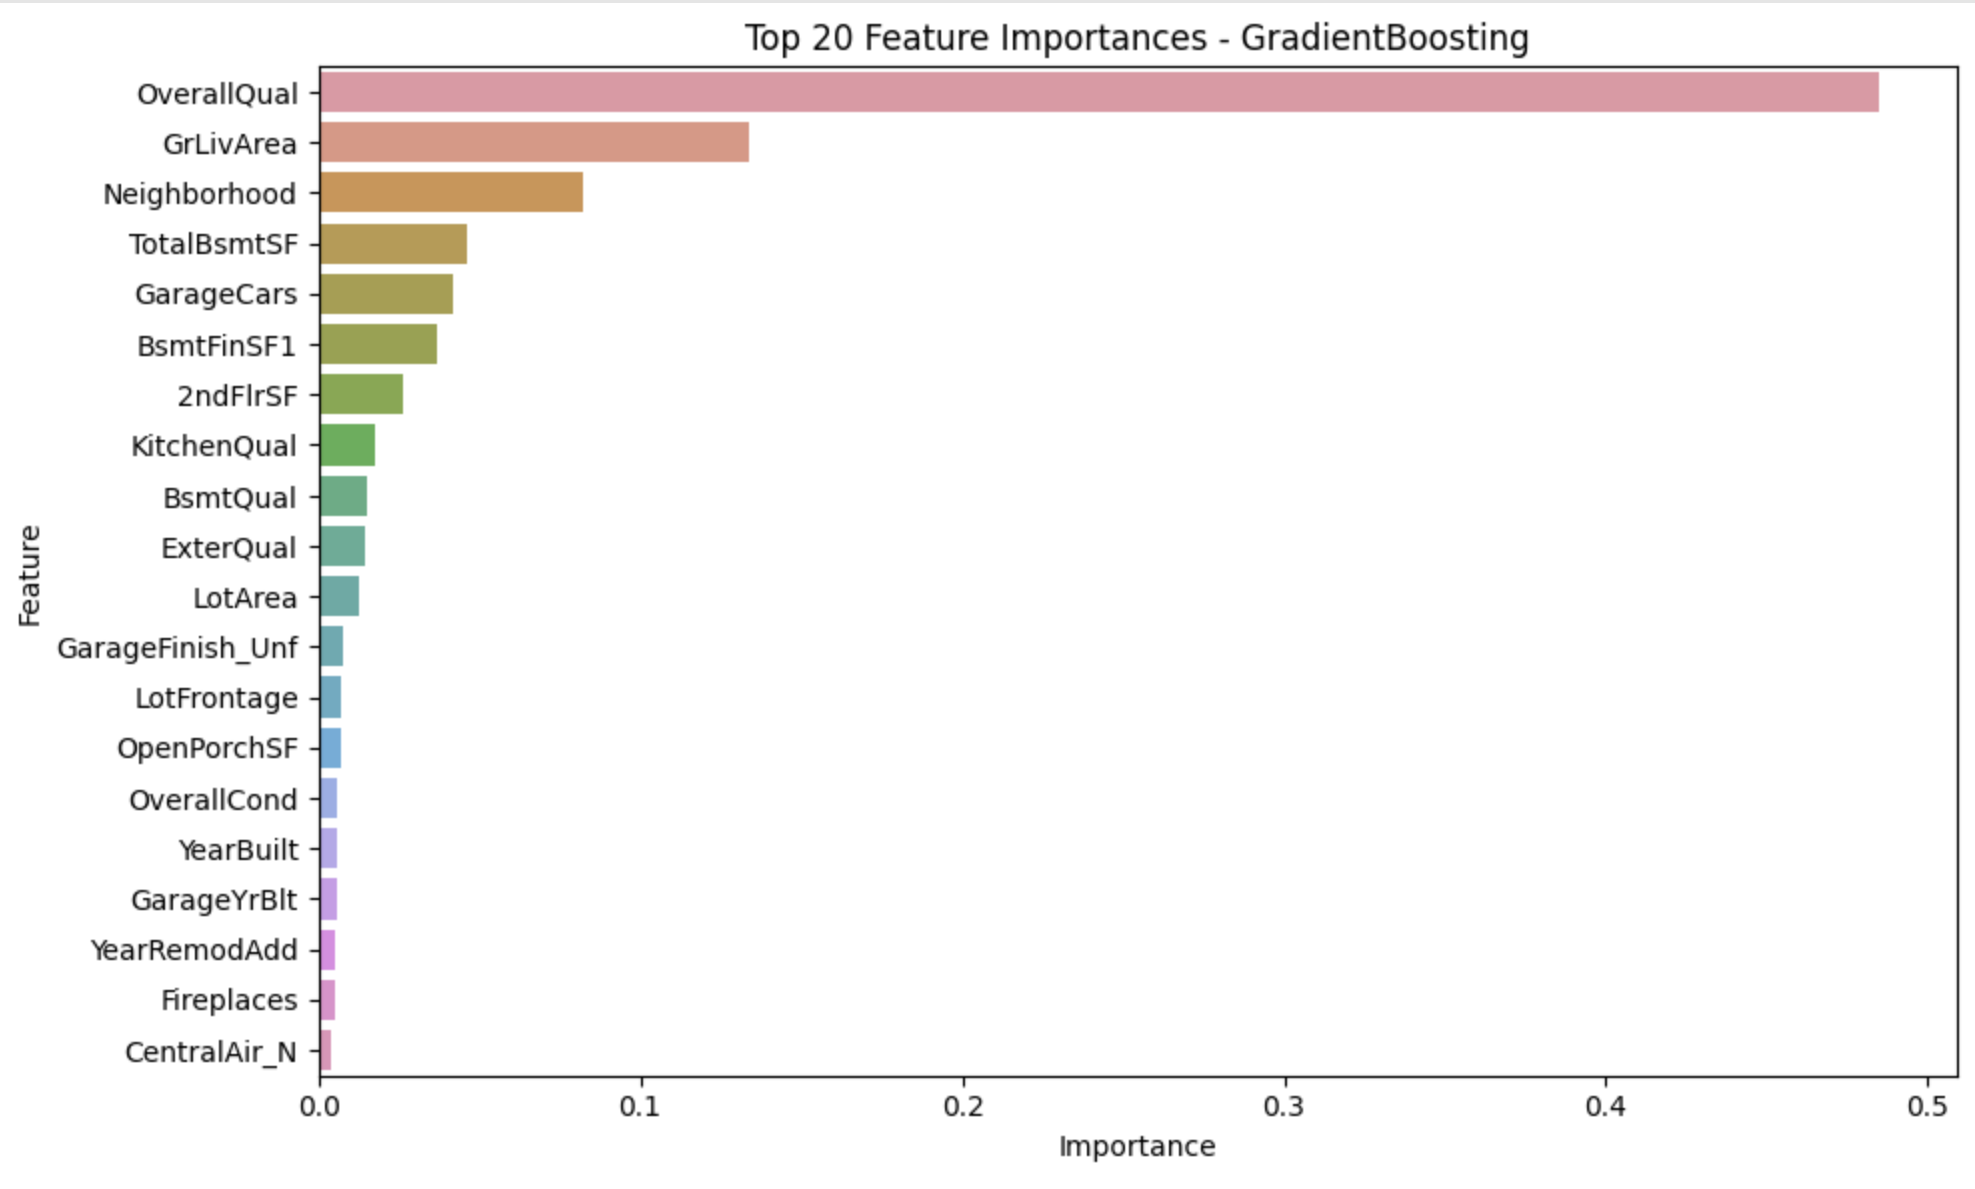 Top 20 Feature Importances - GradientBoosting
OverallQual
GrLivArea
Neighborhood
TotalBsmtSF
GarageCars
BsmtFinSF1
2ndFlrSF
KitchenQual
BsmtQual
ExterQual
LotArea
GarageFinish_Unf
LotFrontage
OpenPorchSF
OverallCond
YearBuilt
GarageYrBlt
YearRemodAdd
Fireplaces
CentralAir_N
Feature
0.0 0.1 0.2 0.3 0.4 0.5
Importance